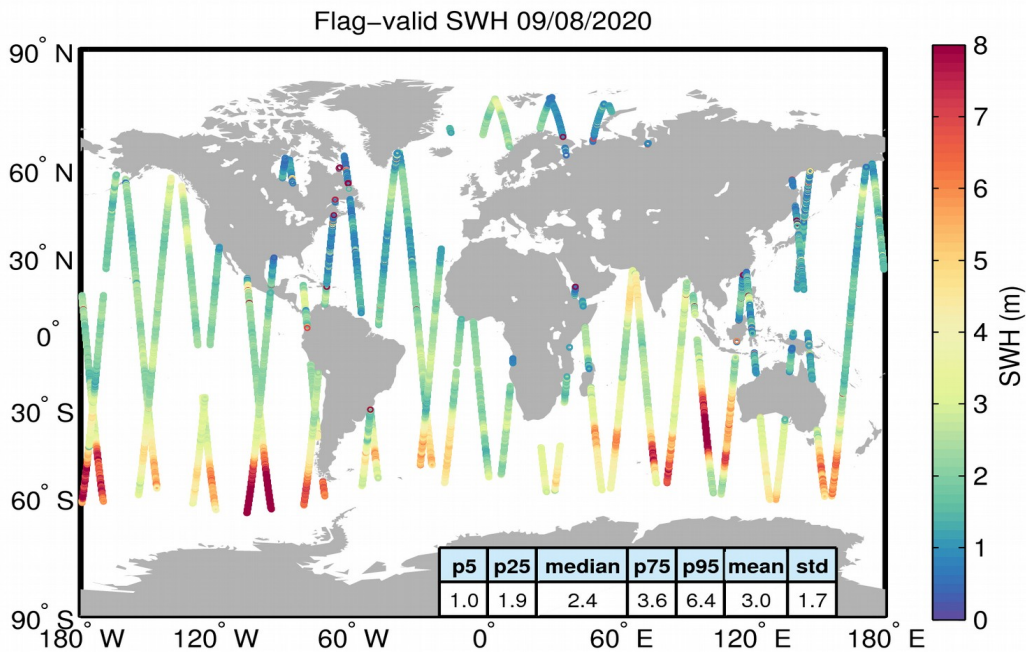 Flag−valid SWH 09/08/2020
90° N
60° N
30° N
0°
30° S
60° S
90° S
180° W
120° W
60° W
0°
60° E
120° E
180° E
p5 p25 median p75 p95 mean std
1.0 1.9 2.4 3.6 6.4 3.0 1.7
8
7
6
5
4
3
2
1
0
SWH (m)